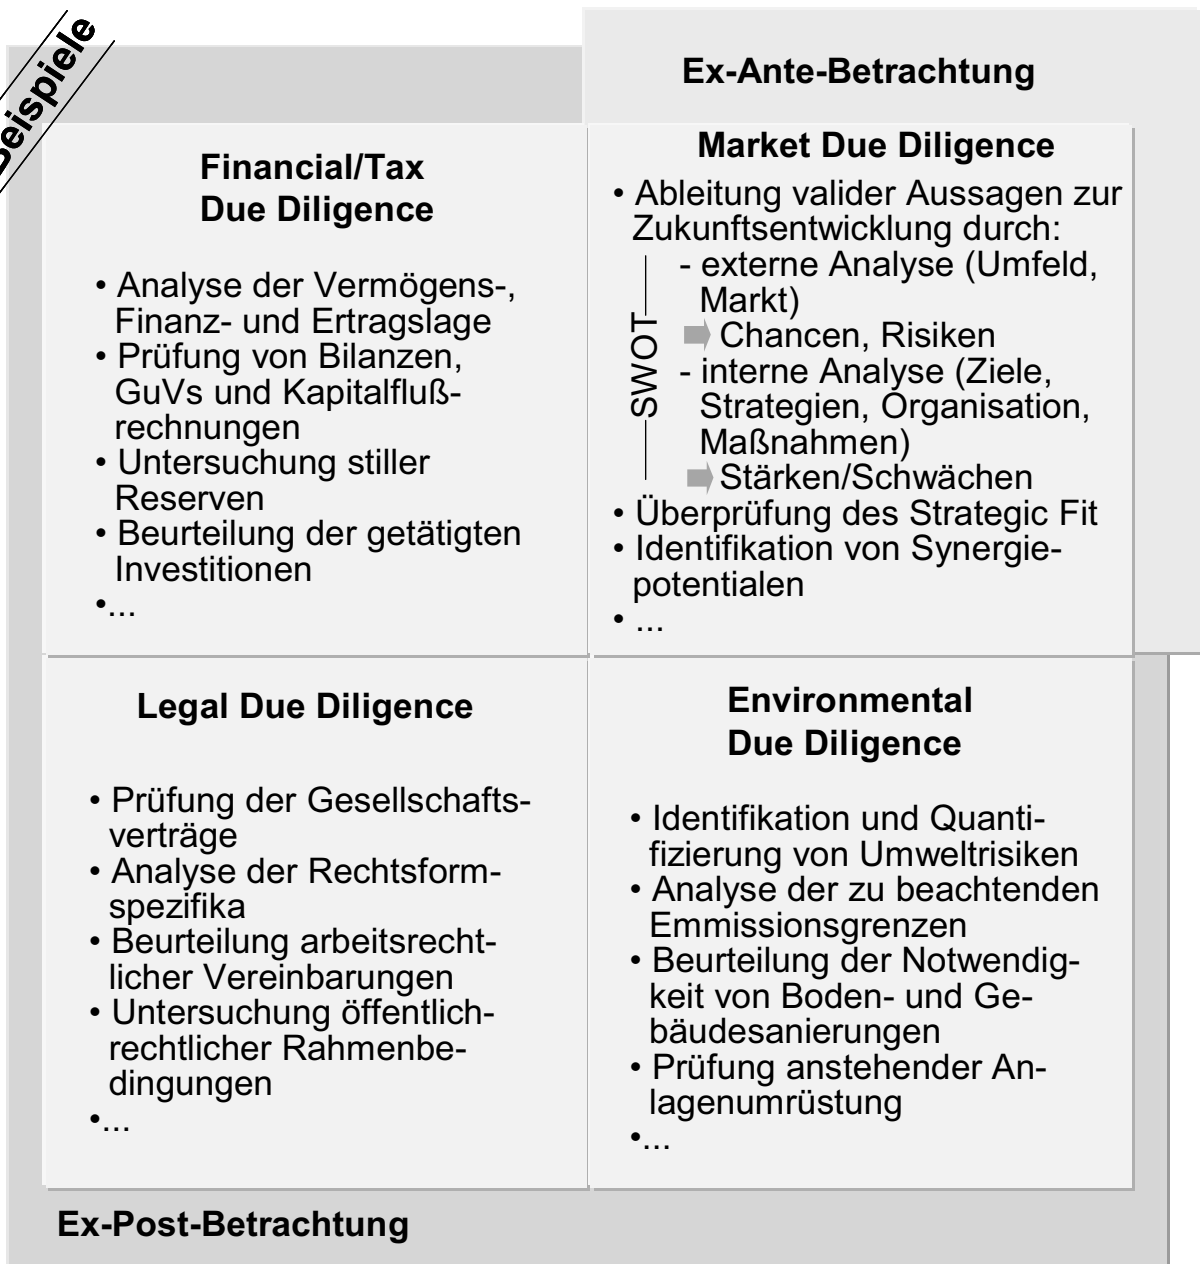 Beispiele
Ex-Ante-Betrachtung
Financial/Tax
Due Diligence
• Analyse der Vermögens-,
Finanz- und Ertragslage
• Prüfung von Bilanzen,
GuVs und Kapitalfluß-
rechnungen
• Untersuchung stiller
Reserven
• Beurteilung der getätigten
Investitionen
•...
Market Due Diligence
• Ableitung valider Aussagen zur
Zukunftsentwicklung durch:
SWOT
- externe Analyse (Umfeld,
Markt)
Chancen, Risiken
- interne Analyse (Ziele,
Strategien, Organisation,
Maßnahmen)
Stärken/Schwächen
• Überprüfung des Strategic Fit
• Identifikation von Synergie-
potentialen
• ...
Legal Due Diligence
• Prüfung der Gesellschafts-
verträge
• Analyse der Rechtsform-
spezifika
• Beurteilung arbeitsrecht-
licher Vereinbarungen
• Untersuchung öffentlich-
rechtlicher Rahmenbe-
dingungen
•...
Environmental
Due Diligence
• Identifikation und Quanti-
fizierung von Umweltrisiken
• Analyse der zu beachtenden
Emmissionsgrenzen
• Beurteilung der Notwendig-
keit von Boden- und Ge-
bäudesanierungen
• Prüfung anstehender An-
lagenumrüstung
•...
Ex-Post-Betrachtung